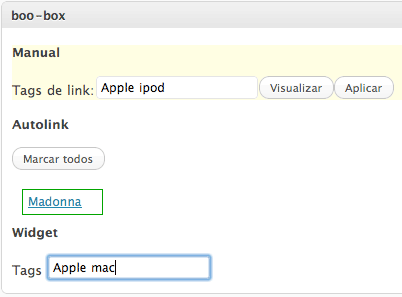 boo-box
Manual
Tags de link: Apple ipod Visualizar Aplicar
Autolink
Marcar todos
Madonna
Widget
Tags Apple mac